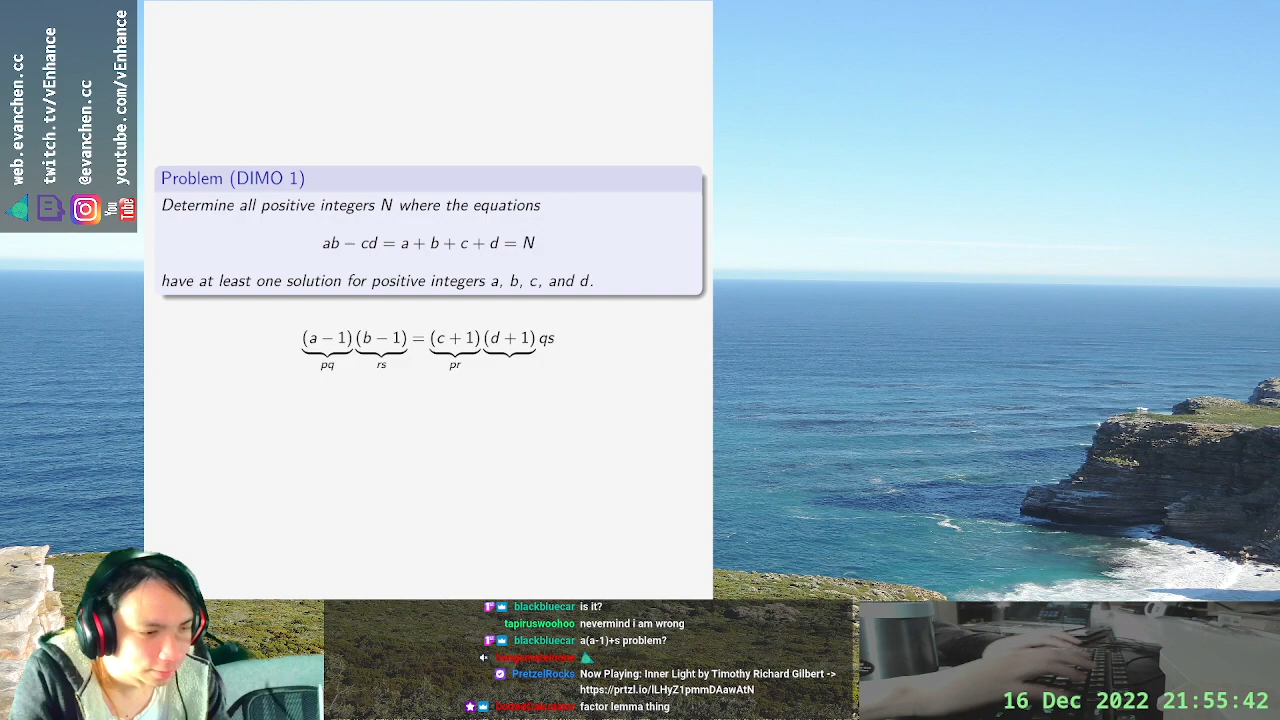 web.evanchen.cc
twitch.tv/vEnhance
@evanchen.cc
youtube.com/vEnhance
You
Tube
Problem (DIMO 1)
Determine all positive integers N where the equations
ab − cd = a + b + c + d = N
have at least one solution for positive integers a, b, c, and d.
(a − 1)(b − 1) = (c + 1)(d + 1) qs
pq rs pr
blackbluecar is it?
tapiruswoohoo nevermind i am wrong
blackbluecar a(a-1)+s problem?
PretzelRocks Now Playing: Inner Light by Timothy Richard Gilbert ->
https://prtzl.io/lLHyZ1pmmDAawAtN
factor lemma thing
16 Dec 2022 21:55:42